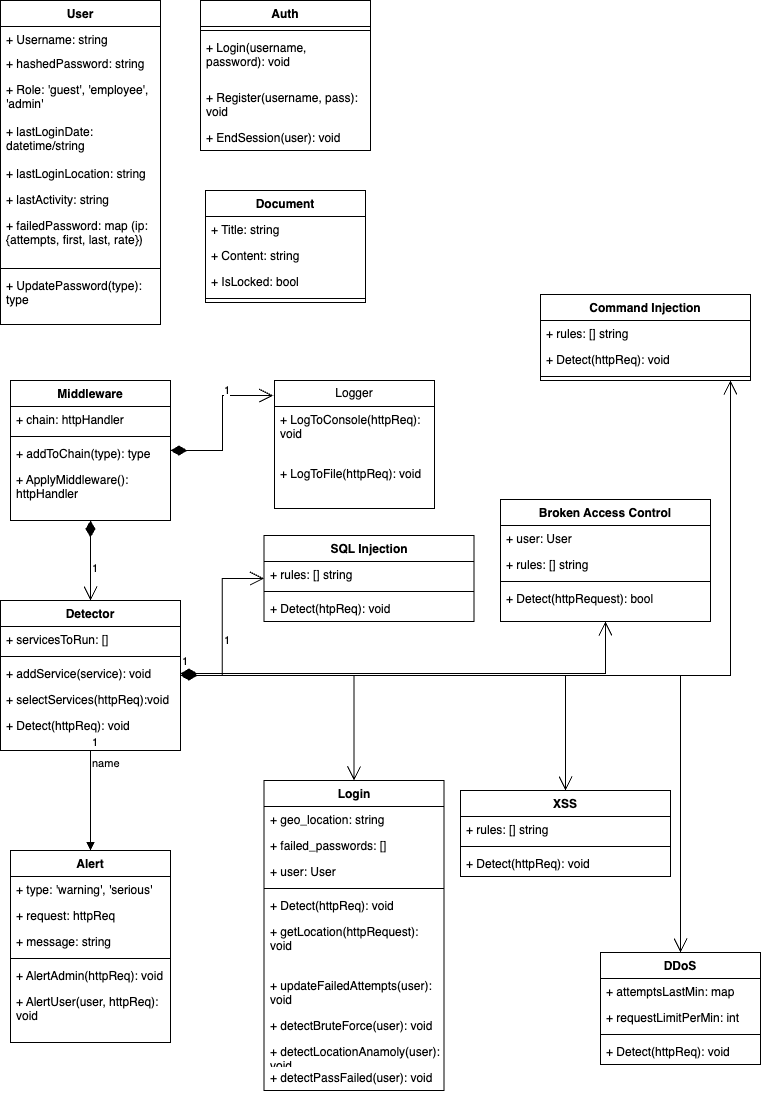 User
+ Username: string
+ hashedPassword: string
+ Role: 'guest', 'employee',
'admin'
+ lastLoginDate:
datetime/string
+ lastLoginLocation: string
+ lastActivity: string
+ failedPassword: map (ip:
{attempts, first, last, rate})
+ UpdatePassword(type):
type
Auth
+ Login(username,
password): void
+ Register(username, pass):
void
+ EndSession(user): void
Document
+ Title: string
+ Content: string
+ IsLocked: bool
Command Injection
+ rules: [] string
+ Detect(httpReq): void
Middleware
+ chain: httpHandler
+ addToChain(type): type
+ ApplyMiddleware():
httpHandler
1
Logger
+ LogToConsole(httpReq):
void
+ LogToFile(httpReq): void
Broken Access Control
+ user: User
+ rules: [] string
+ Detect(httpRequest): bool
SQL Injection
+ rules: [] string
+ Detect(htpReq): void
1
1
1
Detector
+ servicesToRun: []
+ addService(service): void
+ selectServices(httpReq):void
+ Detect(httpReq): void
1
name
Login
+ geo_location: string
+ failed_passwords: []
+ user: User
+ Detect(httpReq): void
+ getLocation(httpRequest):
void
+ updateFailedAttempts(user):
void
+ detectBruteForce(user): void
+ detectLocationAnamoly(user):
void
+ detectPassFailed(user): void
XSS
+ rules: [] string
+ Detect(httpReq): void
Alert
+ type: 'warning', 'serious'
+ request: httpReq
+ message: string
+ AlertAdmin(httpReq): void
+ AlertUser(user, httpReq):
void
DDoS
+ attemptsLastMin: map
+ requestLimitPerMin: int
+ Detect(httpReq): void